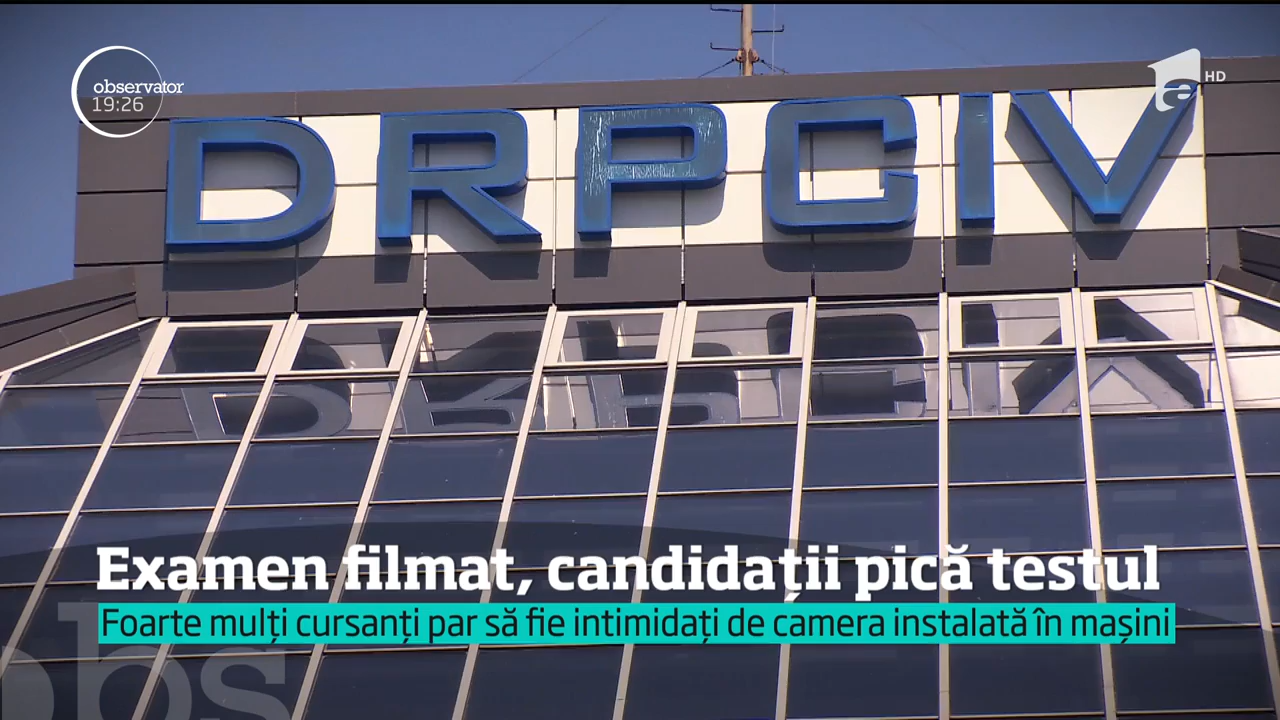 observator
19:26
a HD
DRPCIV
Examen filmat, candidații pică testul
Foarte mulți cursanți par să fie intimidați de camera instalată în mașini
obs